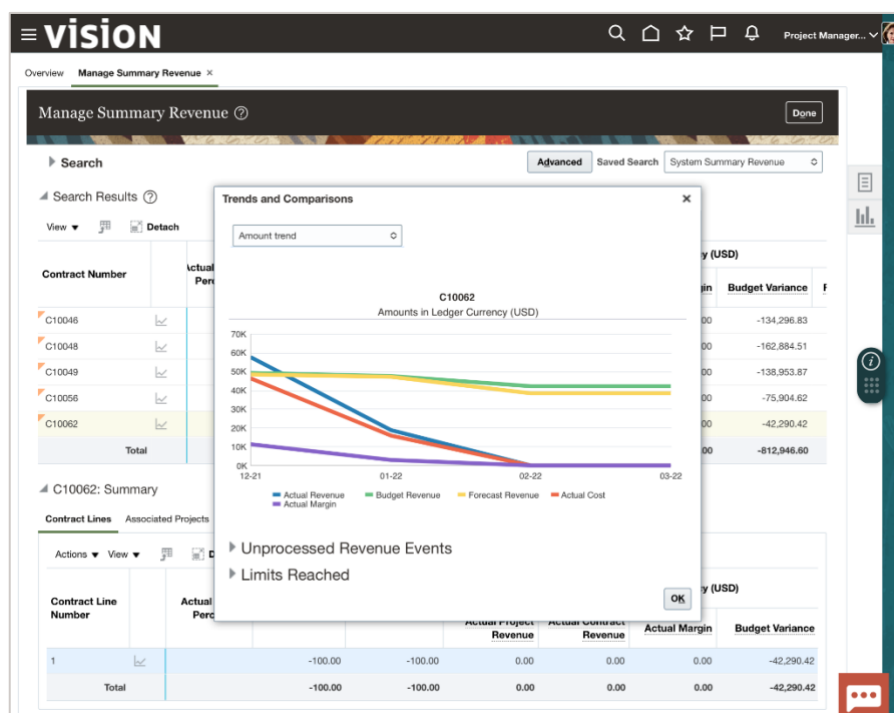 vision
Project Manager...
Overview Manage Summary Revenue ×
Manage Summary Revenue
Done
Search
Advanced Saved Search System Summary Revenue
Search Results
View Detach
Trends and Comparisons
Amount trend
(USD)
Contract Number
Budget Variance
C10062
Amounts in Ledger Currency (USD)
C10046 -134,296.83
C10048 -162,884.51
C10049 -138,953.87
C10056 -75,904.62
C10062 -42,290.42
Total -812,946.60
70K
60K
50K
40K
30K
20K
10K
0K
12-21 01-22 02-22 03-22
Actual Revenue Budget Revenue Forecast Revenue Actual Cost
Actual Margin
C10062: Summary
Contract Lines Associated Projects
Unprocessed Revenue Events
Limits Reached
OK
Actions View
(USD)
Contract Line
Number
Actual
Actual Project
Revenue
Actual Contract
Revenue
Actual Margin
Budget Variance
1 -100.00 -100.00 0.00 0.00 0.00 -42,290.42
Total -100.00 -100.00 0.00 0.00 0.00 -42,290.42